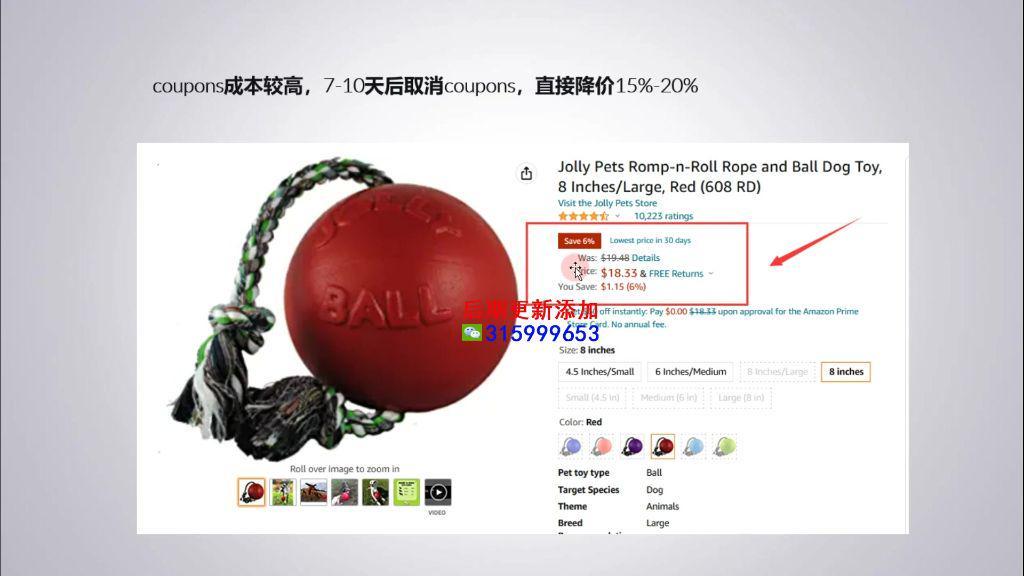 coupons成本较高，7-10天后取消coupons，直接降价15%-20%
Jolly Pets Romp-n-Roll Rope and Ball Dog Toy,
8 Inches/Large, Red (608 RD)
Visit the Jolly Pets Store
10,223 ratings
Save 6% Lowest price in 30 days
Was: $19.48 Details
$18.33 & FREE Returns
You Save: $1.15 (6%)
off instantly: Pay $0.00 $18.33 upon approval for the Amazon Prime
Store Card. No annual fee.
后期更新添加
315999653
Size: 8 inches
4.5 Inches/Small 6 Inches/Medium 8 Inches/Large 8 inches
Small (4.5 in) Medium (6 in) Large (8 in)
Color: Red
Pet toy type Ball
Target Species Dog
Theme Animals
Breed Large
BALL
Roll over image to zoom in
VIDEO